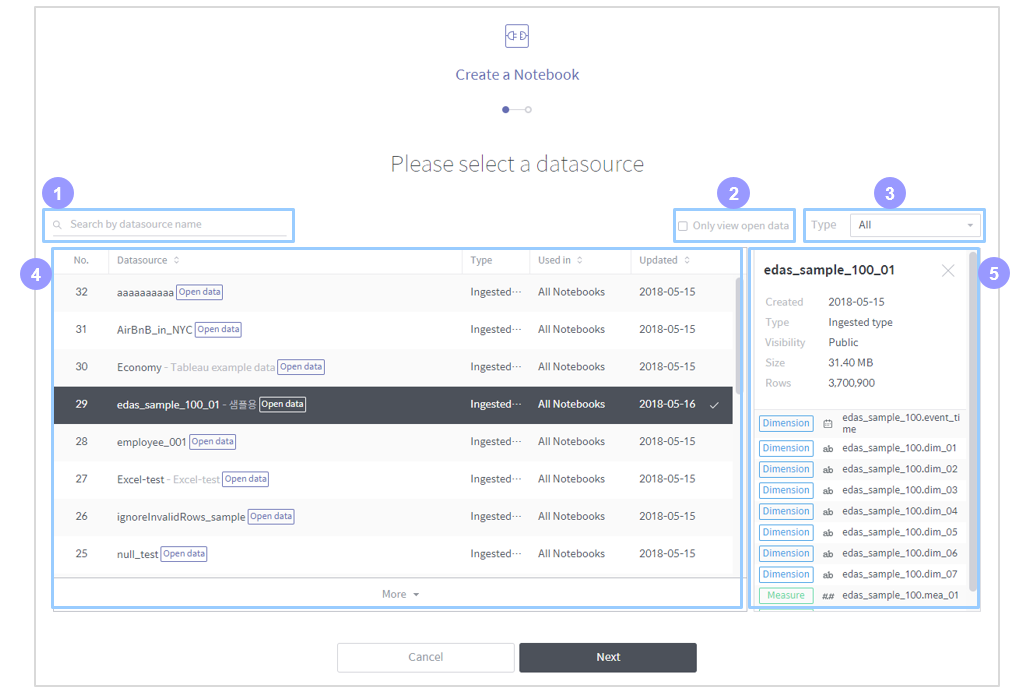 Create a Notebook
Please select a datasource
1
2
3
Search by datasource name
Only view open data
Type All
4
5
No. Datasource Type Used in Updated
32 aaaaaaaaaa Open data Ingested··· All Notebooks 2018-05-15
31 AirBnB_in_NYC Open data Ingested··· All Notebooks 2018-05-15
30 Economy - Tableau example data Open data Ingested··· All Notebooks 2018-05-15
29 edas_sample_100_01 - 샘플용 Open data Ingested··· All Notebooks 2018-05-16
28 employee_001 Open data Ingested··· All Notebooks 2018-05-15
27 Excel-test - Excel-test Open data Ingested··· All Notebooks 2018-05-15
26 ignoreInvalidRows_sample Open data Ingested··· All Notebooks 2018-05-15
25 null_test Open data Ingested··· All Notebooks 2018-05-15
More
edas_sample_100_01
Created 2018-05-15
Type Ingested type
Visibility Public
Size 31.40 MB
Rows 3,700,900
Dimension edas_sample_100.event_ti
me
Dimension ab edas_sample_100.dim_01
Dimension ab edas_sample_100.dim_02
Dimension ab edas_sample_100.dim_03
Dimension ab edas_sample_100.dim_04
Dimension ab edas_sample_100.dim_05
Dimension ab edas_sample_100.dim_06
Dimension ab edas_sample_100.dim_07
Measure ## edas_sample_100.mea_01
Cancel
Next